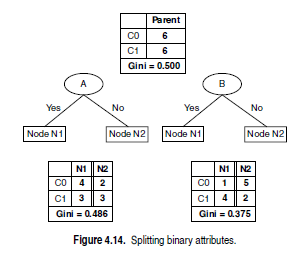 Parent
C0 6
C1 6
Gini = 0.500
A B
Yes No Yes No
Node N1 Node N2 Node N1 Node N2
N1 N2 N1 N2
C0 4 2 C0 1 5
C1 3 3 C1 4 2
Gini = 0.486 Gini = 0.375
Figure 4.14. Splitting binary attributes.